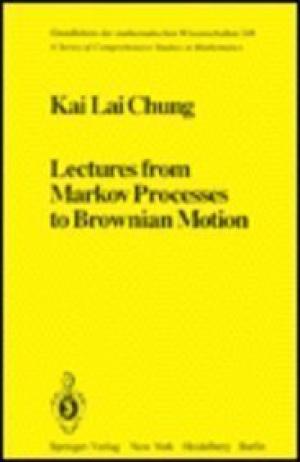 Grundlehren der mathematischen Wissenschaften 249
A Series of Comprehensive Studies in Mathematics
Kai Lai Chung
Lectures from
Markov Processes
to Brownian Motion
Springer-Verlag New York Heidelberg Berlin